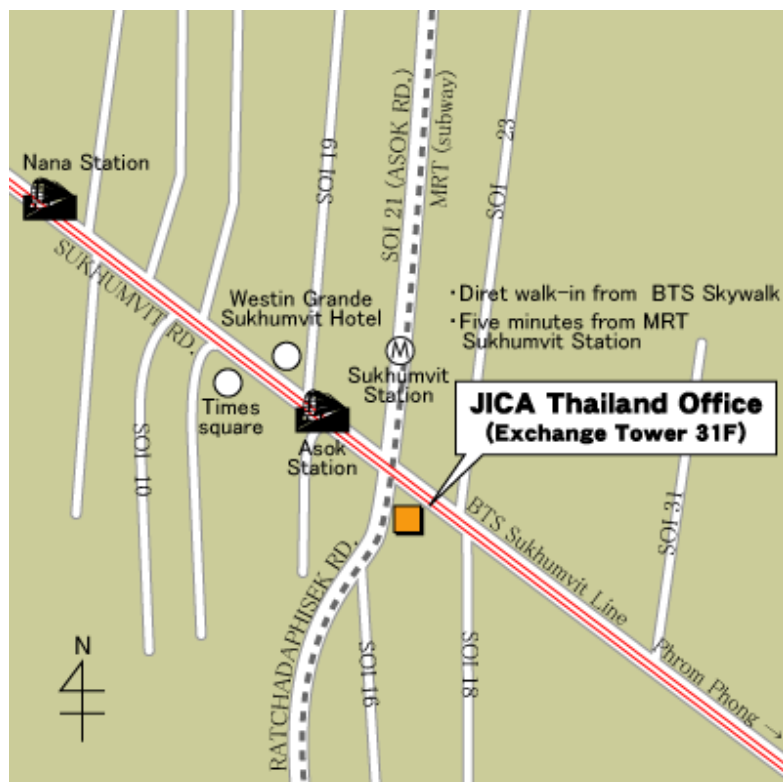 Nana Station
SUKHUMVIT RD.
SOI 19
SOI 21 (ASOK RD.)
MRT (subway)
SOI 23
Westin Grande
Sukhumvit Hotel
・Diret walk-in from BTS Skywalk
・Five minutes from MRT
Sukhumvit Station
M
Sukhumvit
Station
Times
square
Asok
Station
JICA Thailand Office
(Exchange Tower 31F)
SOI 10
SOI 31
BTS Sukhumvit Line
Phrom Phong →
RATCHADAPHISEK RD.
SOI 16
SOI 18
N